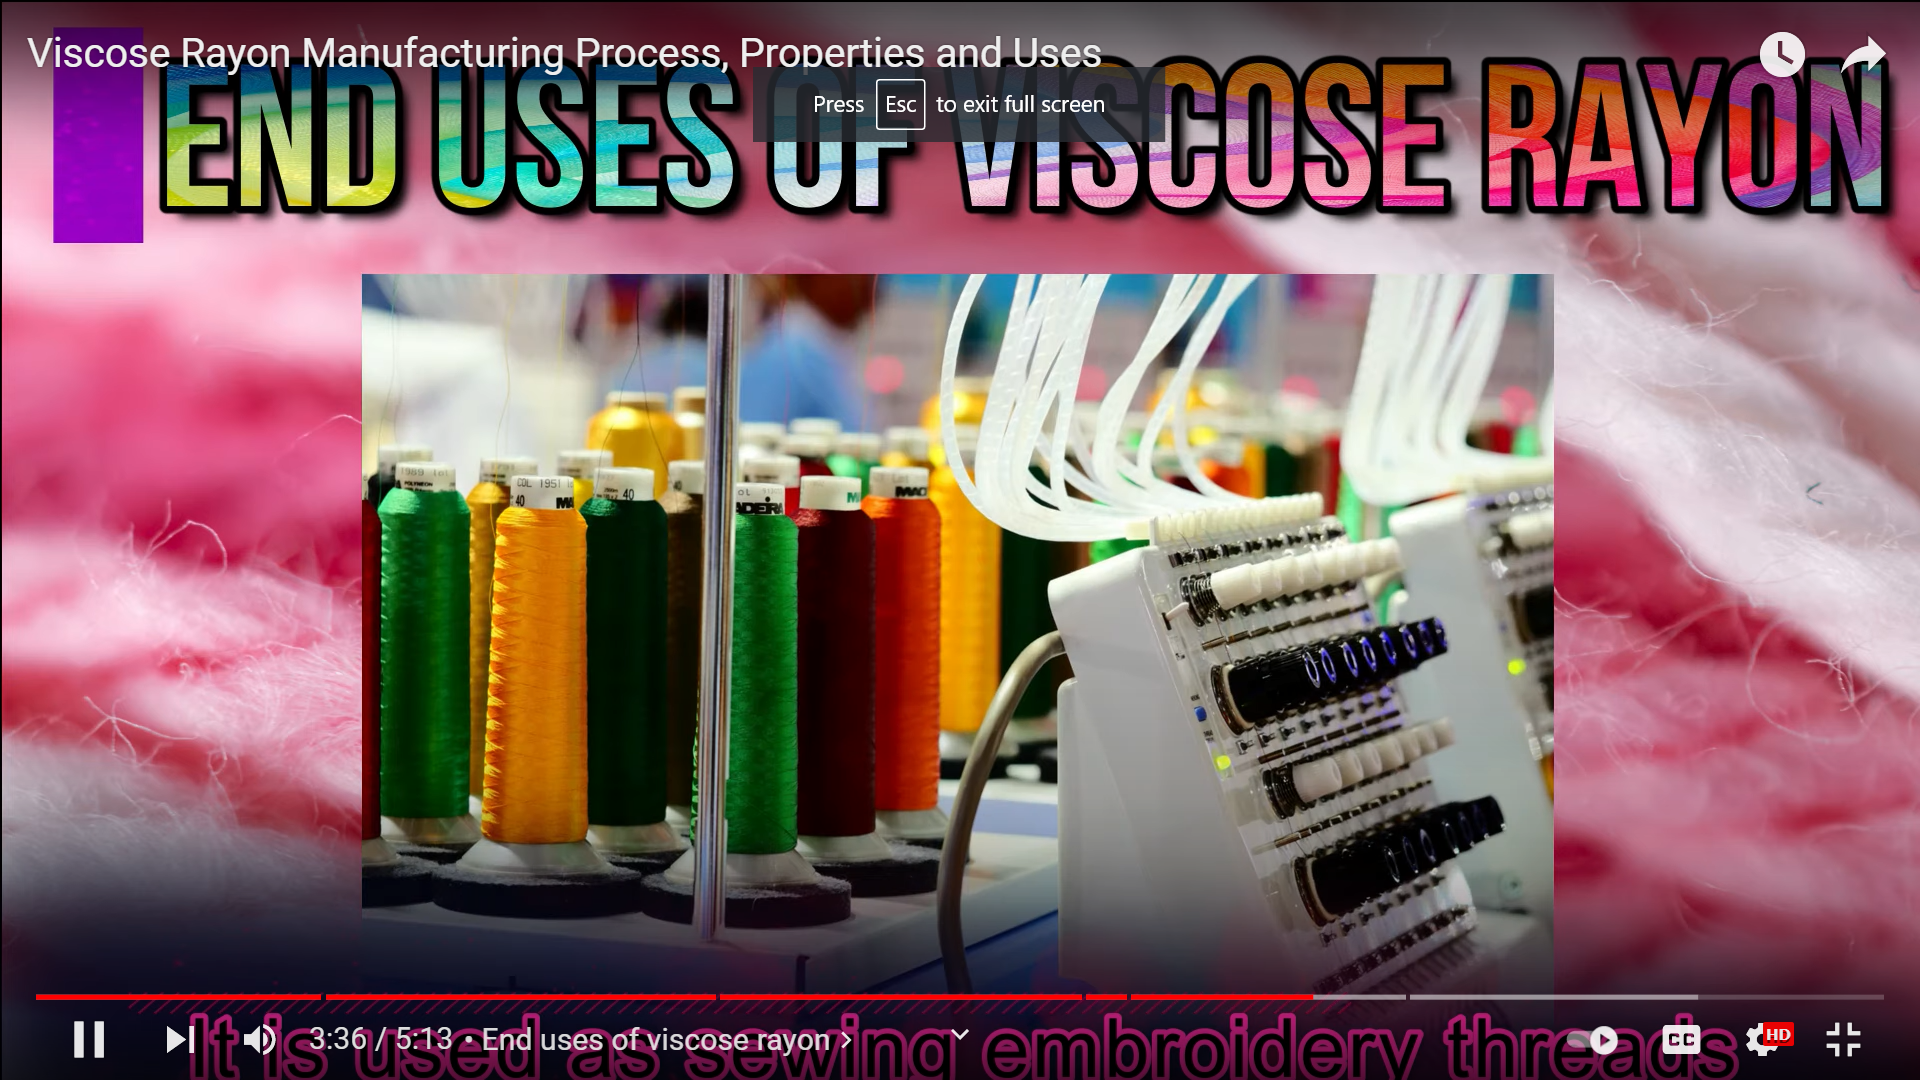 Viscose Rayon Manufacturing Process, Properties and Uses
Press Esc to exit full screen
END USES OF VISCOSE RAYON
COL 1951
40
40
MADEIRA
It is used as sewing embroidery threads
3:36 / 5:13 • End uses of viscose rayon >
CC
HD